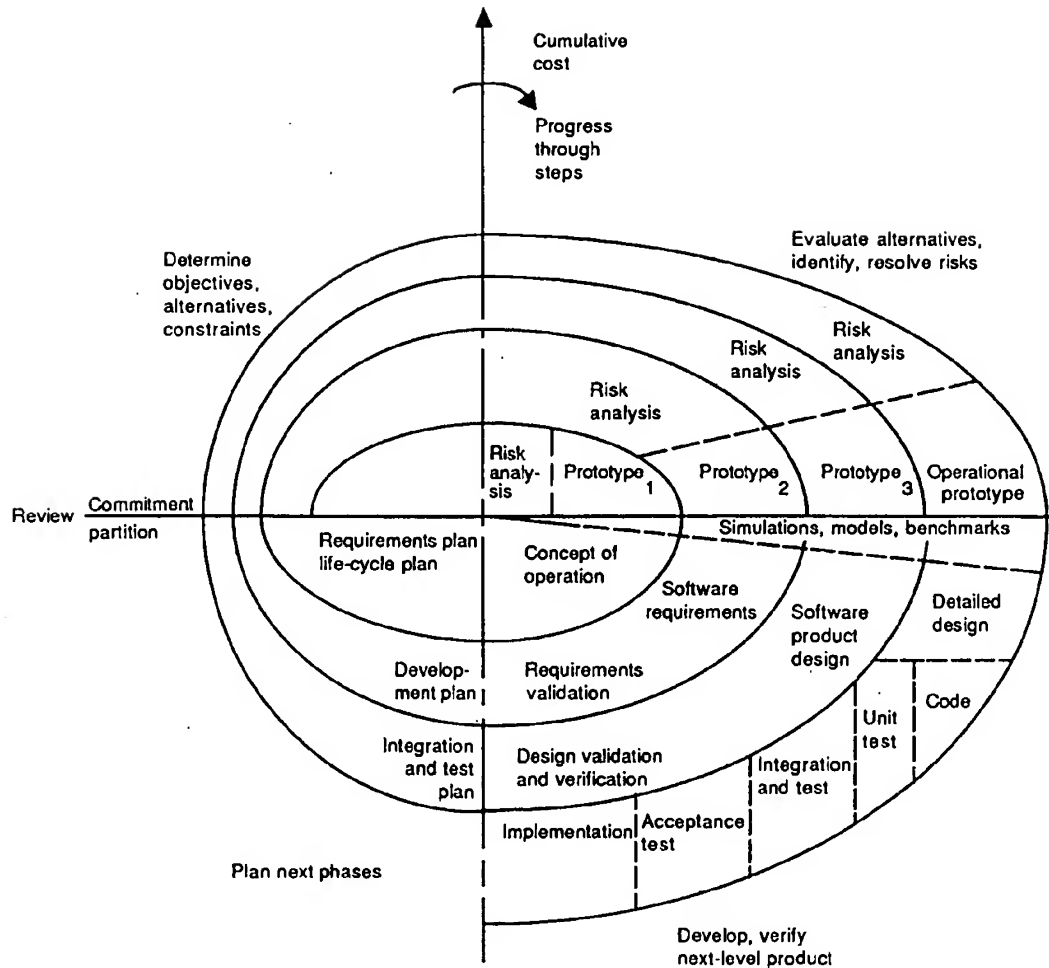 Cumulative
cost
Progress
through
steps
Determine
objectives,
alternatives,
constraints
Evaluate alternatives,
identify, resolve risks
Risk
analysis
Risk
analysis
Risk
analysis
Risk
analy-
sis
Prototype 1
Prototype 2
Prototype 3
Operational
prototype
Review
Commitment
partition
Simulations, models, benchmarks
Requirements plan
life-cycle plan
Concept of
operation
Software
requirements
Software
product
design
Detailed
design
Develop-
ment plan
Requirements
validation
Code
Unit
test
Integration
and test
plan
Design validation
and verification
Integration
and test
Acceptance
test
Implementation
Plan next phases
Develop, verify
next-level product